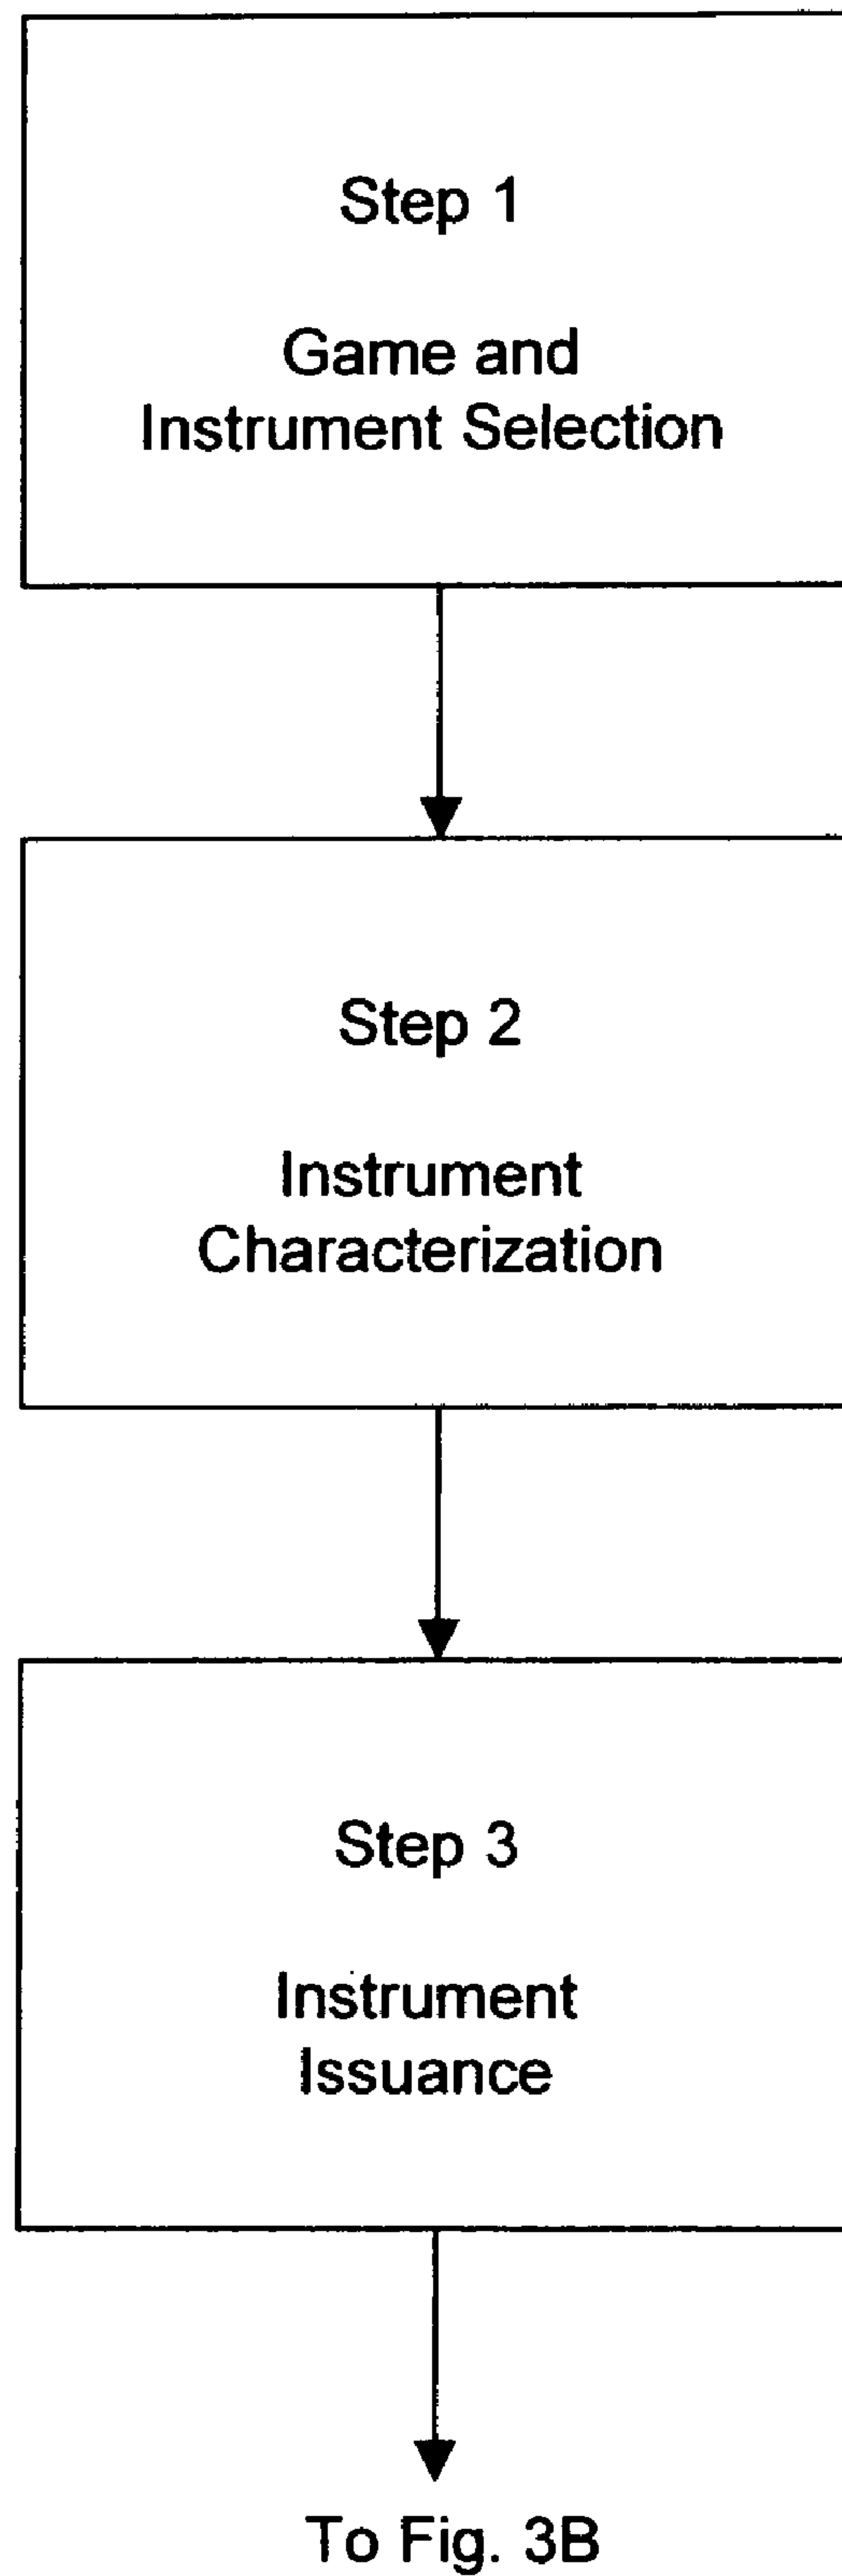 Step 1
Game and
Instrument Selection
Step 2
Instrument
Characterization
Step 3
Instrument
Issuance
To Fig. 3B